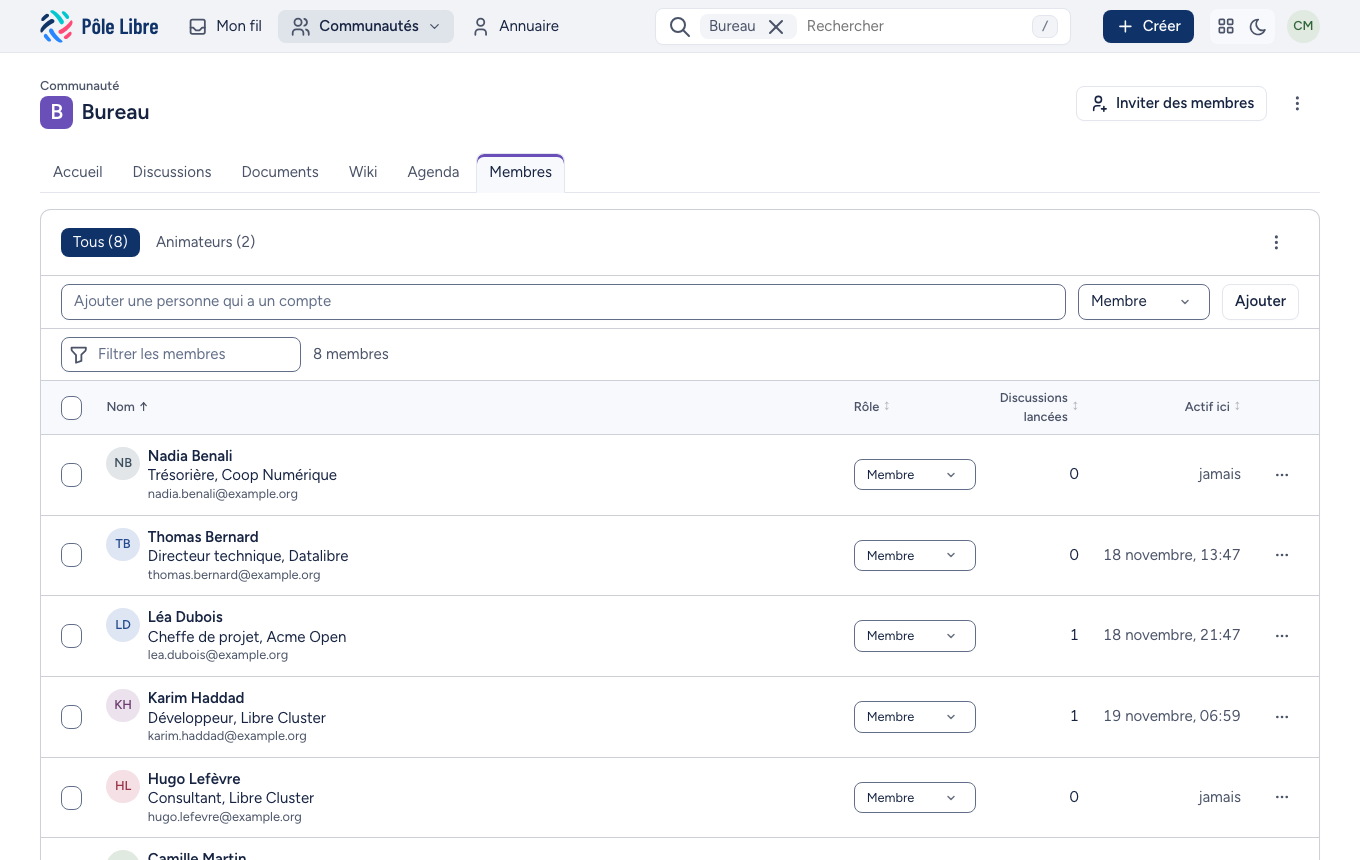 Pôle Libre
Mon fil
Communautés
Annuaire
Bureau
Rechercher
/
Créer
CM
Communauté
B
Bureau
Inviter des membres
Accueil
Discussions
Documents
Wiki
Agenda
Membres
Tous (8)
Animateurs (2)
Ajouter une personne qui a un compte
Membre
Ajouter
Filtrer les membres
8 membres
Nom
Rôle
Discussions
lancées
Actif ici
NB
Nadia Benali
Trésorière, Coop Numérique
nadia.benali@example.org
Membre
0
jamais
TB
Thomas Bernard
Directeur technique, Datalibre
thomas.bernard@example.org
Membre
0
18 novembre, 13:47
LD
Léa Dubois
Cheffe de projet, Acme Open
lea.dubois@example.org
Membre
1
18 novembre, 21:47
KH
Karim Haddad
Développeur, Libre Cluster
karim.haddad@example.org
Membre
1
19 novembre, 06:59
HL
Hugo Lefèvre
Consultant, Libre Cluster
hugo.lefevre@example.org
Membre
0
jamais
Camille Martin